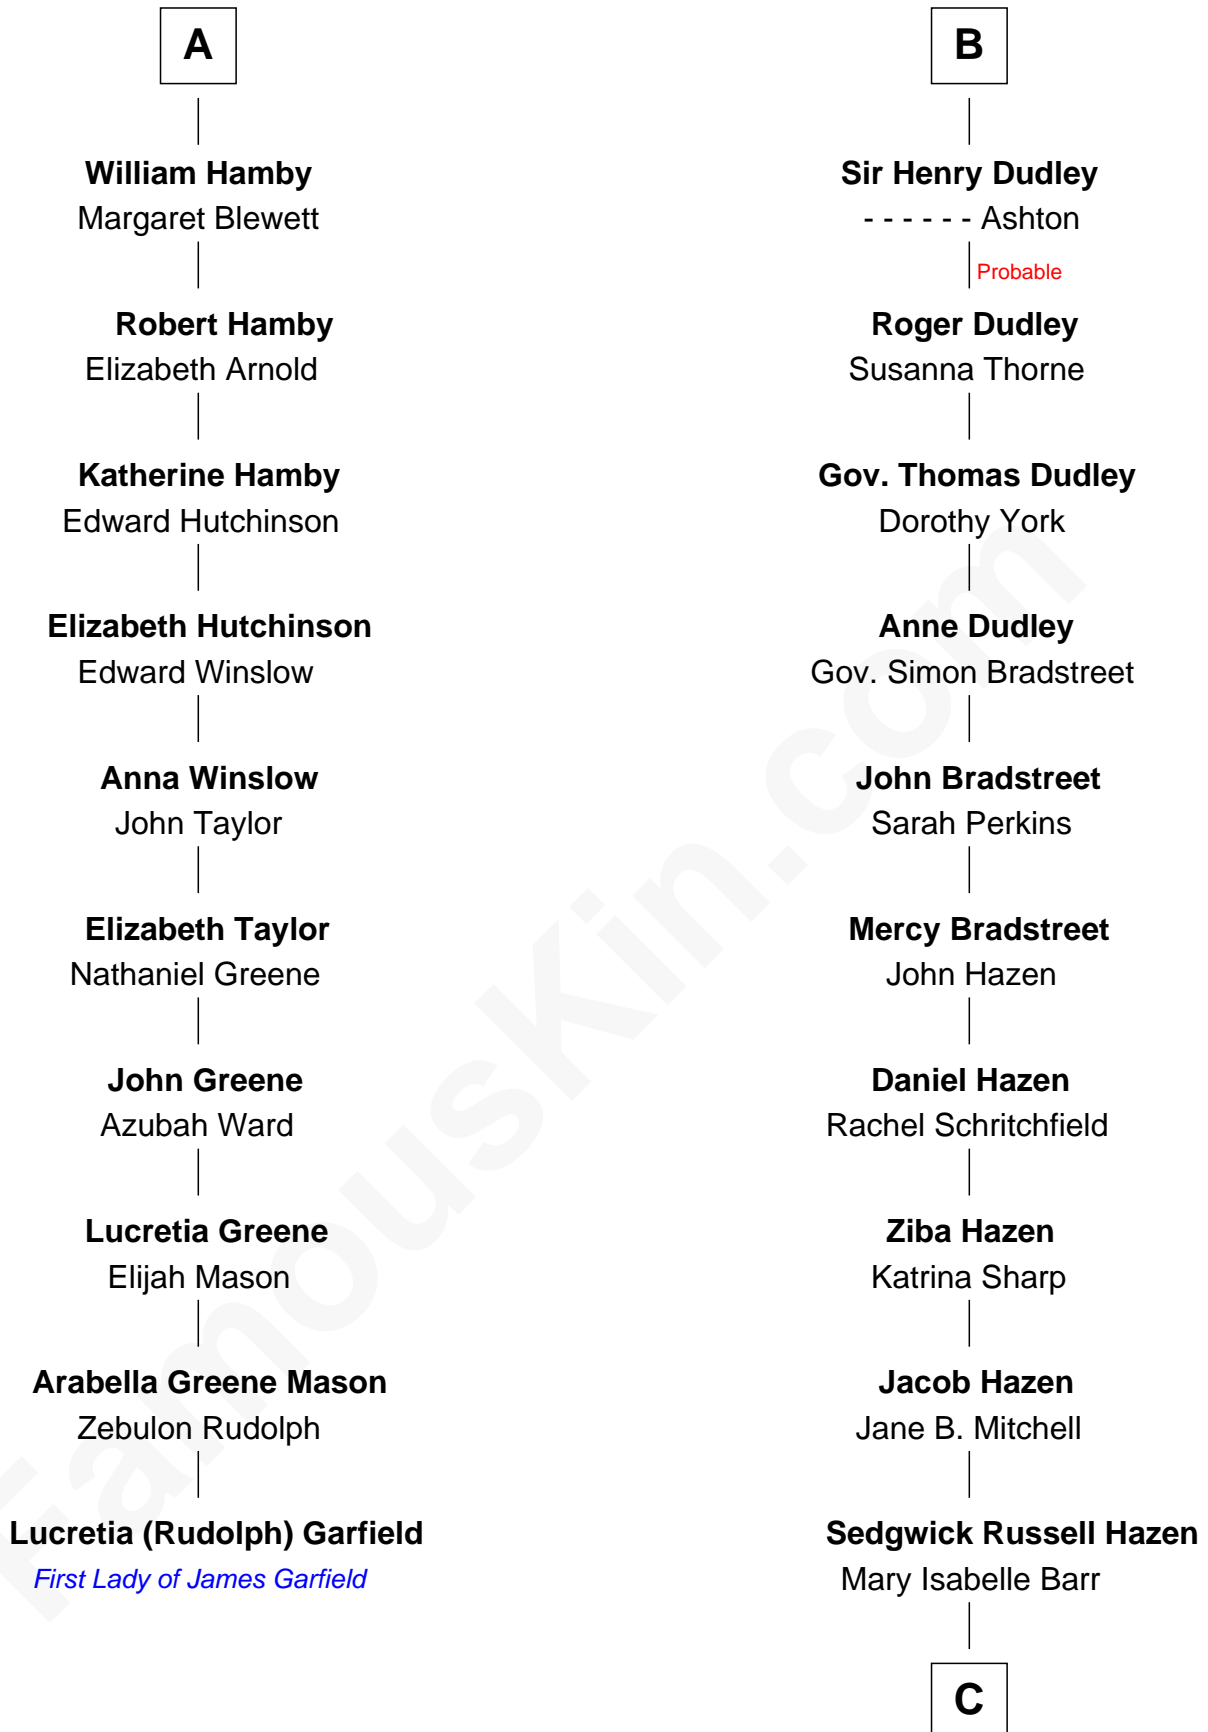 A
William Hamby
Margaret Blewett
Robert Hamby
Elizabeth Arnold
Katherine Hamby
Edward Hutchinson
Elizabeth Hutchinson
Edward Winslow
Anna Winslow
John Taylor
Elizabeth Taylor
Nathaniel Greene
John Greene
Azubah Ward
Lucretia Greene
Elijah Mason
Arabella Greene Mason
Zebulon Rudolph
Lucretia (Rudolph) Garfield
First Lady of James Garfield
B
Sir Henry Dudley
- - - - - - Ashton
Probable
Roger Dudley
Susanna Thorne
Gov. Thomas Dudley
Dorothy York
Anne Dudley
Gov. Simon Bradstreet
John Bradstreet
Sarah Perkins
Mercy Bradstreet
John Hazen
Daniel Hazen
Rachel Schritchfield
Ziba Hazen
Katrina Sharp
Jacob Hazen
Jane B. Mitchell
Sedgwick Russell Hazen
Mary Isabelle Barr
C
FamousKin.com